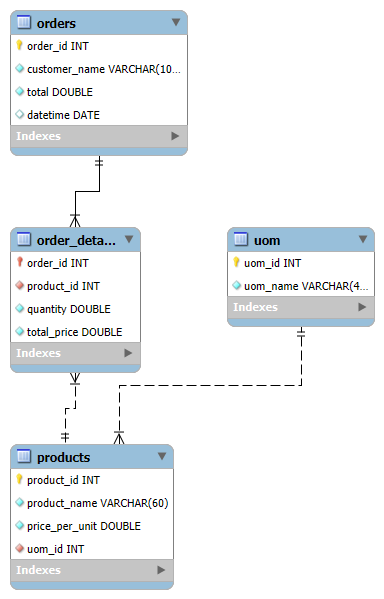 orders
order_id INT
customer_name VARCHAR(10...
total DOUBLE
datetime DATE
Indexes
order_deta...
order_id INT
product_id INT
quantity DOUBLE
total_price DOUBLE
Indexes
uom
uom_id INT
uom_name VARCHAR(4...
Indexes
products
product_id INT
product_name VARCHAR(60)
price_per_unit DOUBLE
uom_id INT
Indexes